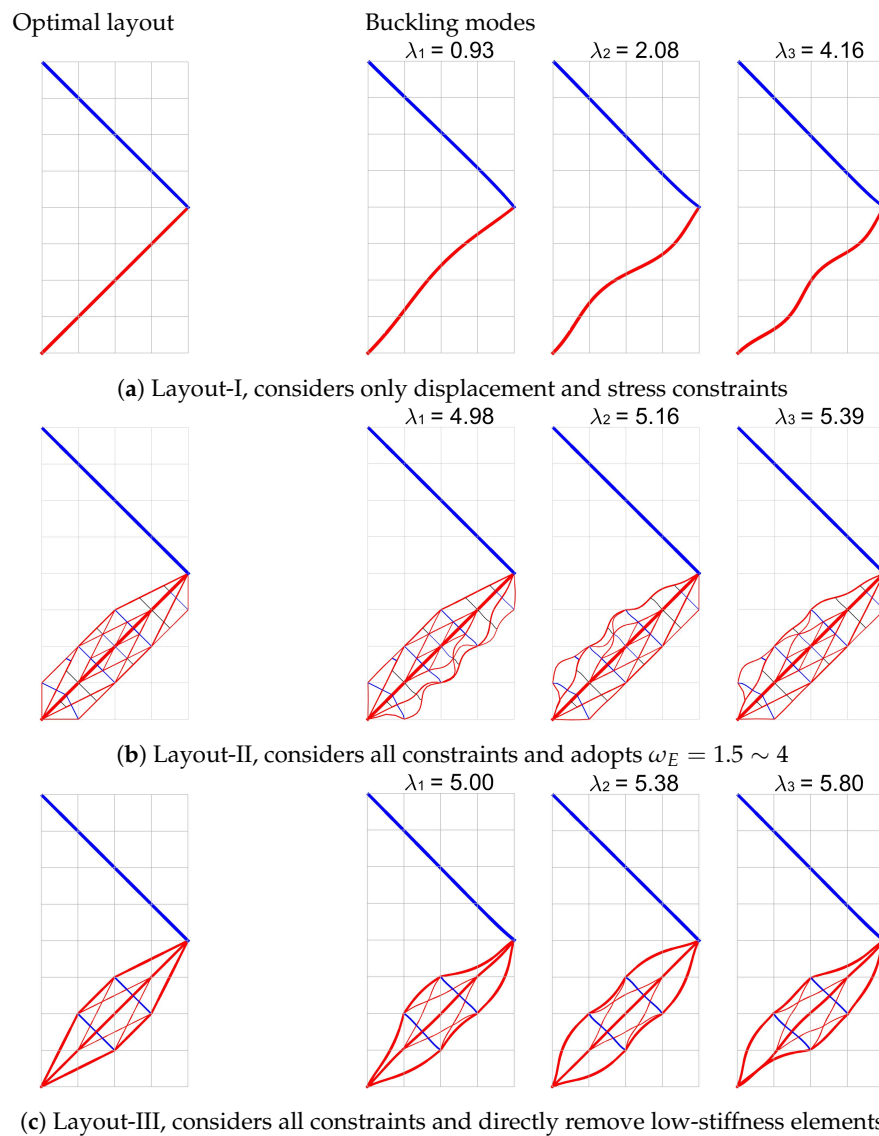 Optimal layout
Buckling modes
λ₁ = 0.93
λ₂ = 2.08
λ₃ = 4.16
(a) Layout-I, considers only displacement and stress constraints
λ₁ = 4.98
λ₂ = 5.16
λ₃ = 5.39
(b) Layout-II, considers all constraints and adopts ω_E = 1.5 ∼ 4
λ₁ = 5.00
λ₂ = 5.38
λ₃ = 5.80
(c) Layout-III, considers all constraints and directly remove low-stiffness elements